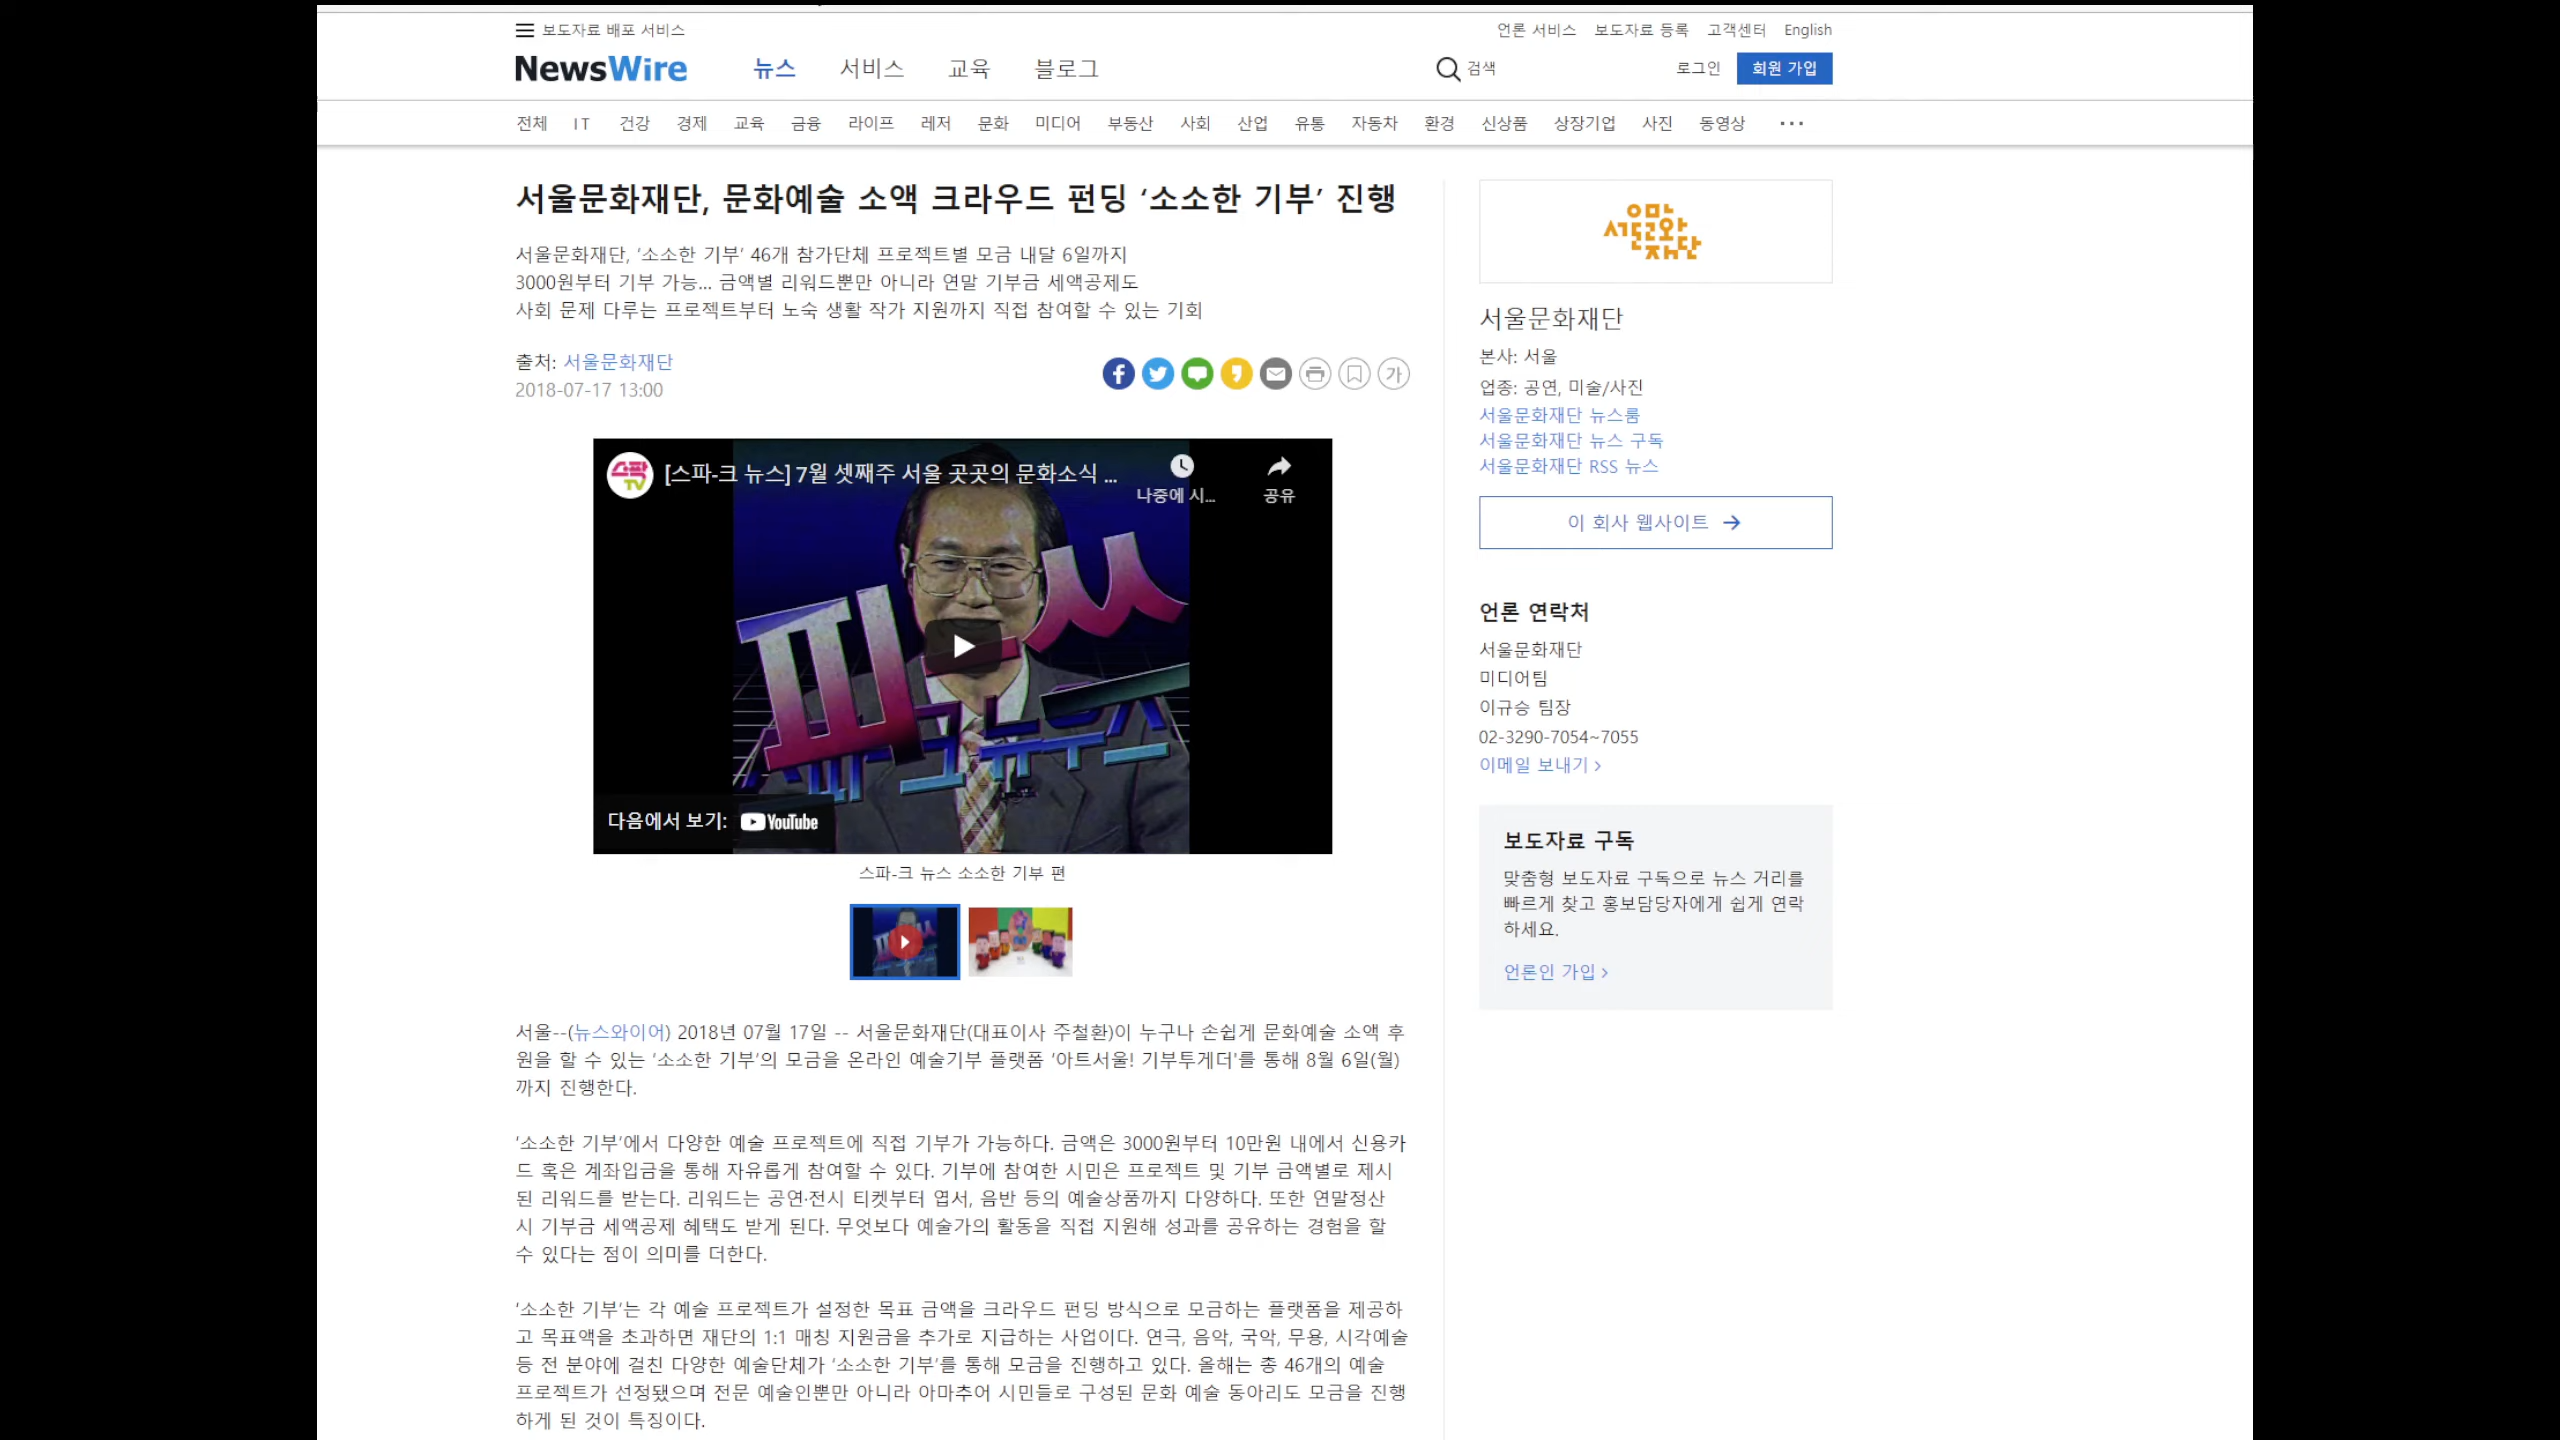 보도자료 배포 서비스
언론 서비스 보도자료 등록 고객센터 English
NewsWire 뉴스 서비스 교육 블로그 검색 로그인 회원 가입
전체 IT 건강 경제 교육 금융 라이프 레저 문화 미디어 부동산 사회 산업 유통 자동차 환경 신상품 상장기업 사진 동영상 ···
서울문화재단, 문화예술 소액 크라우드 펀딩 ‘소소한 기부’ 진행
서울문화재단, ‘소소한 기부’ 46개 참가단체 프로젝트별 모금 내달 6일까지
3000원부터 기부 가능... 금액별 리워드뿐만 아니라 연말 기부금 세액공제도
사회 문제 다루는 프로젝트부터 노숙 생활 작가 지원까지 직접 참여할 수 있는 기회
출처: 서울문화재단
2018-07-17 13:00
가
스팍TV
[스파-크 뉴스] 7월 셋째주 서울 곳곳의 문화소식 ...
나중에 시...
공유
스파-크 뉴스
다음에서 보기: YouTube
스파-크 뉴스 소소한 기부 편
서울--(뉴스와이어) 2018년 07월 17일 -- 서울문화재단(대표이사 주철환)이 누구나 손쉽게 문화예술 소액 후
원을 할 수 있는 ‘소소한 기부’의 모금을 온라인 예술기부 플랫폼 ‘아트서울! 기부투게더'를 통해 8월 6일(월)
까지 진행한다.
‘소소한 기부’에서 다양한 예술 프로젝트에 직접 기부가 가능하다. 금액은 3000원부터 10만원 내에서 신용카
드 혹은 계좌입금을 통해 자유롭게 참여할 수 있다. 기부에 참여한 시민은 프로젝트 및 기부 금액별로 제시
된 리워드를 받는다. 리워드는 공연·전시 티켓부터 엽서, 음반 등의 예술상품까지 다양하다. 또한 연말정산
시 기부금 세액공제 혜택도 받게 된다. 무엇보다 예술가의 활동을 직접 지원해 성과를 공유하는 경험을 할
수 있다는 점이 의미를 더한다.
‘소소한 기부’는 각 예술 프로젝트가 설정한 목표 금액을 크라우드 펀딩 방식으로 모금하는 플랫폼을 제공하
고 목표액을 초과하면 재단의 1:1 매칭 지원금을 추가로 지급하는 사업이다. 연극, 음악, 국악, 무용, 시각예술
등 전 분야에 걸친 다양한 예술단체가 ‘소소한 기부’를 통해 모금을 진행하고 있다. 올해는 총 46개의 예술
프로젝트가 선정됐으며 전문 예술인뿐만 아니라 아마추어 시민들로 구성된 문화 예술 동아리도 모금을 진행
하게 된 것이 특징이다.
서울문화재단
서울문화재단
본사: 서울
업종: 공연, 미술/사진
서울문화재단 뉴스룸
서울문화재단 뉴스 구독
서울문화재단 RSS 뉴스
이 회사 웹사이트 →
언론 연락처
서울문화재단
미디어팀
이규승 팀장
02-3290-7054~7055
이메일 보내기 ›
보도자료 구독
맞춤형 보도자료 구독으로 뉴스 거리를
빠르게 찾고 홍보담당자에게 쉽게 연락
하세요.
언론인 가입 ›